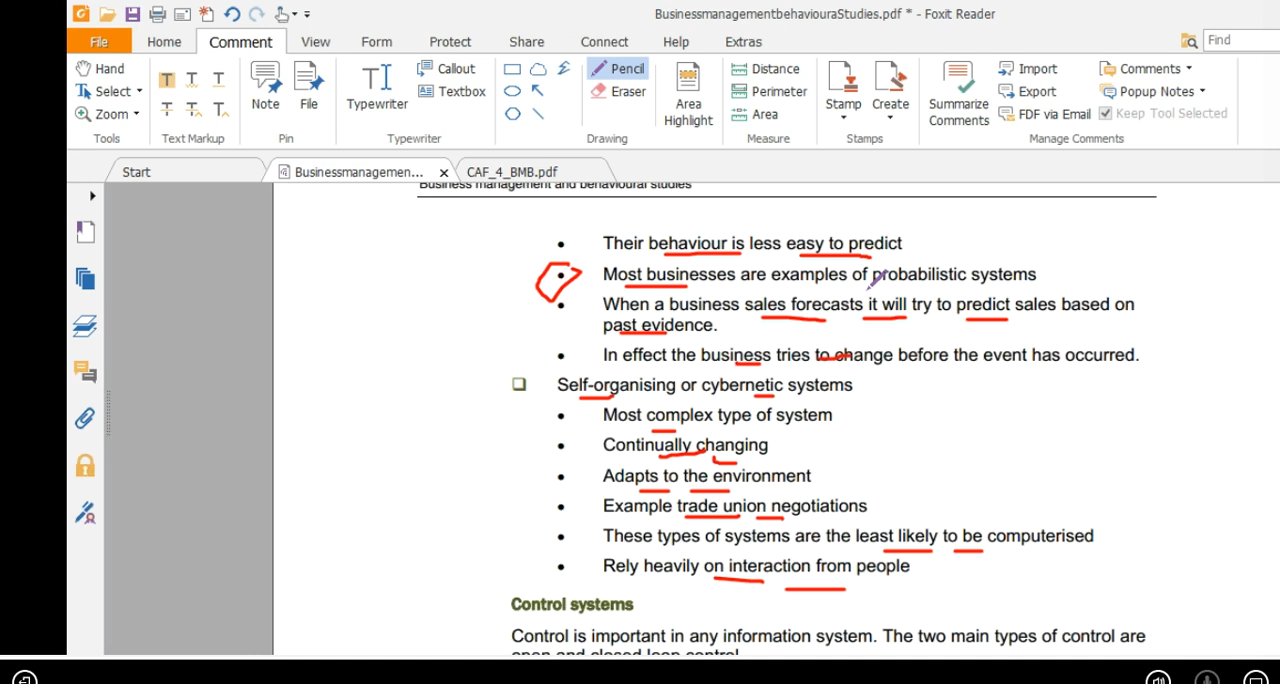 BusinessmanagementbehaviouraStudies.pdf * - Foxit Reader
File Home Comment View Form Protect Share Connect Help Extras Find
Hand
Select
Zoom
Tools
Text Markup
Note File
Pin
Typewriter
Callout
Textbox
Typewriter
Pencil
Eraser
Area
Highlight
Drawing
Distance
Perimeter
Area
Measure
Stamp Create
Stamps
Summarize
Comments
Import
Export
FDF via Email
Comments
Popup Notes
Keep Tool Selected
Manage Comments
Start Businessmanagemen... CAF_4_BMB.pdf
Business management and behavioural studies
• Their behaviour is less easy to predict
• Most businesses are examples of probabilistic systems
• When a business sales forecasts it will try to predict sales based on
past evidence.
• In effect the business tries to change before the event has occurred.
❑ Self-organising or cybernetic systems
• Most complex type of system
• Continually changing
• Adapts to the environment
• Example trade union negotiations
• These types of systems are the least likely to be computerised
• Rely heavily on interaction from people
Control systems
Control is important in any information system. The two main types of control are
open and closed loop control